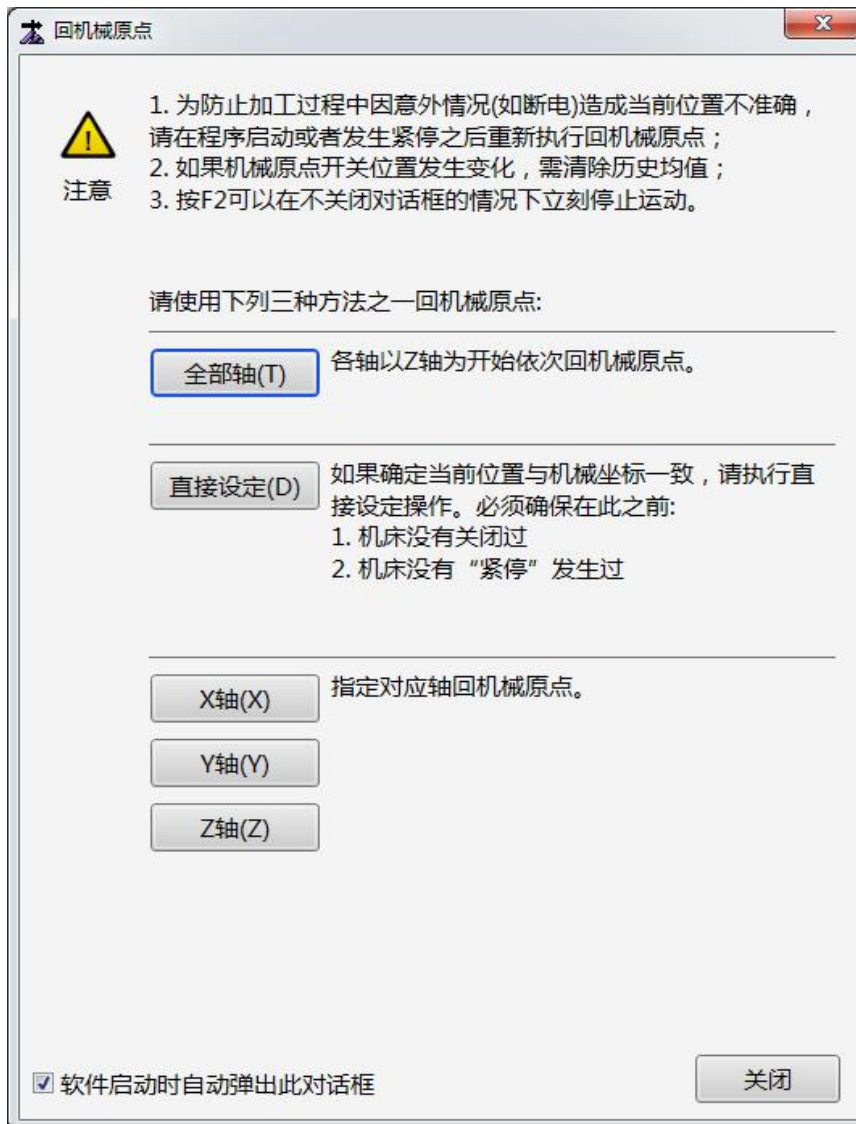 回机械原点
1. 为防止加工过程中因意外情况(如断电)造成当前位置不准确，
请在程序启动或者发生紧停之后重新执行回机械原点；
2. 如果机械原点开关位置发生变化，需清除历史均值；
3. 按F2可以在不关闭对话框的情况下立刻停止运动。
注意
请使用下列三种方法之一回机械原点:
全部轴(T)
各轴以Z轴为开始依次回机械原点。
直接设定(D)
如果确定当前位置与机械坐标一致，请执行直
接设定操作。必须确保在此之前:
1. 机床没有关闭过
2. 机床没有“紧停”发生过
X轴(X)
指定对应轴回机械原点。
Y轴(Y)
Z轴(Z)
软件启动时自动弹出此对话框
关闭